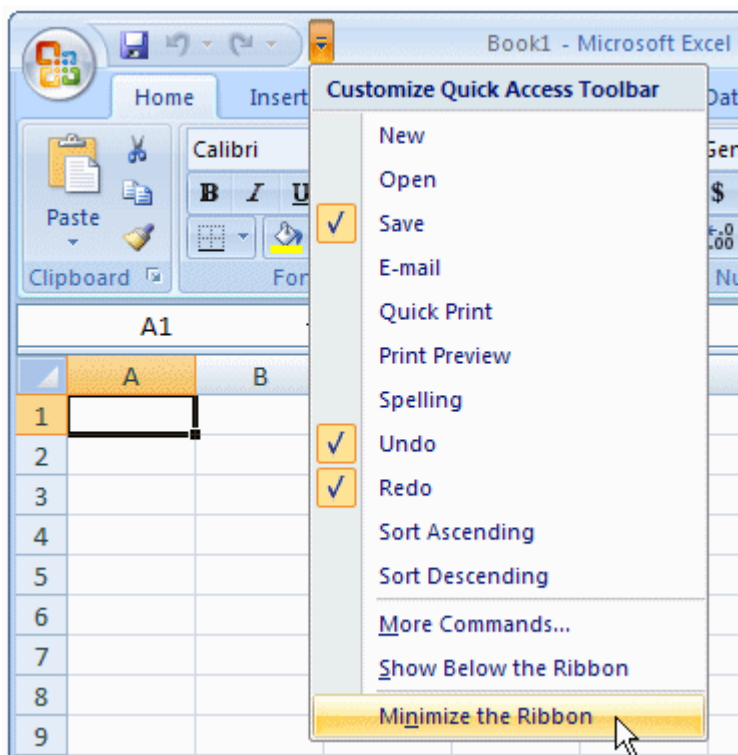 Book1 - Microsoft Excel
Home Insert
Customize Quick Access Toolbar
New
Open
Save
E-mail
Quick Print
Print Preview
Spelling
Undo
Redo
Sort Ascending
Sort Descending
More Commands...
Show Below the Ribbon
Minimize the Ribbon
Paste
Clipboard
Calibri
B I U
$
.0
.00
A1
A B
1
2
3
4
5
6
7
8
9